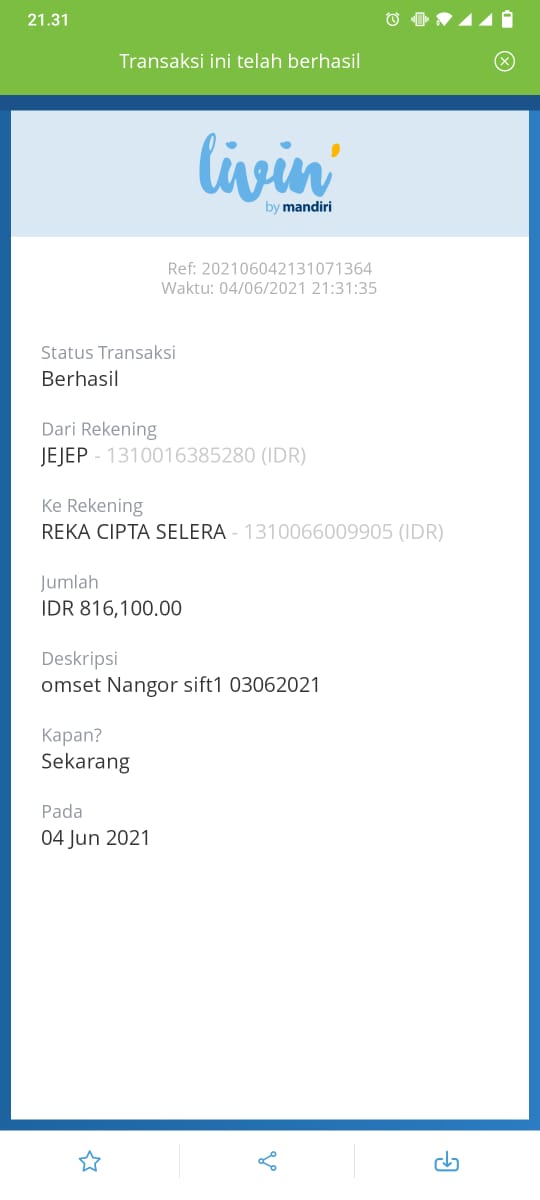 21.31
Transaksi ini telah berhasil
livin'
by mandiri
Ref: 202106042131071364
Waktu: 04/06/2021 21:31:35
Status Transaksi
Berhasil
Dari Rekening
JEJEP - 1310016385280 (IDR)
Ke Rekening
REKA CIPTA SELERA - 1310066009905 (IDR)
Jumlah
IDR 816,100.00
Deskripsi
omset Nangor sift1 03062021
Kapan?
Sekarang
Pada
04 Jun 2021